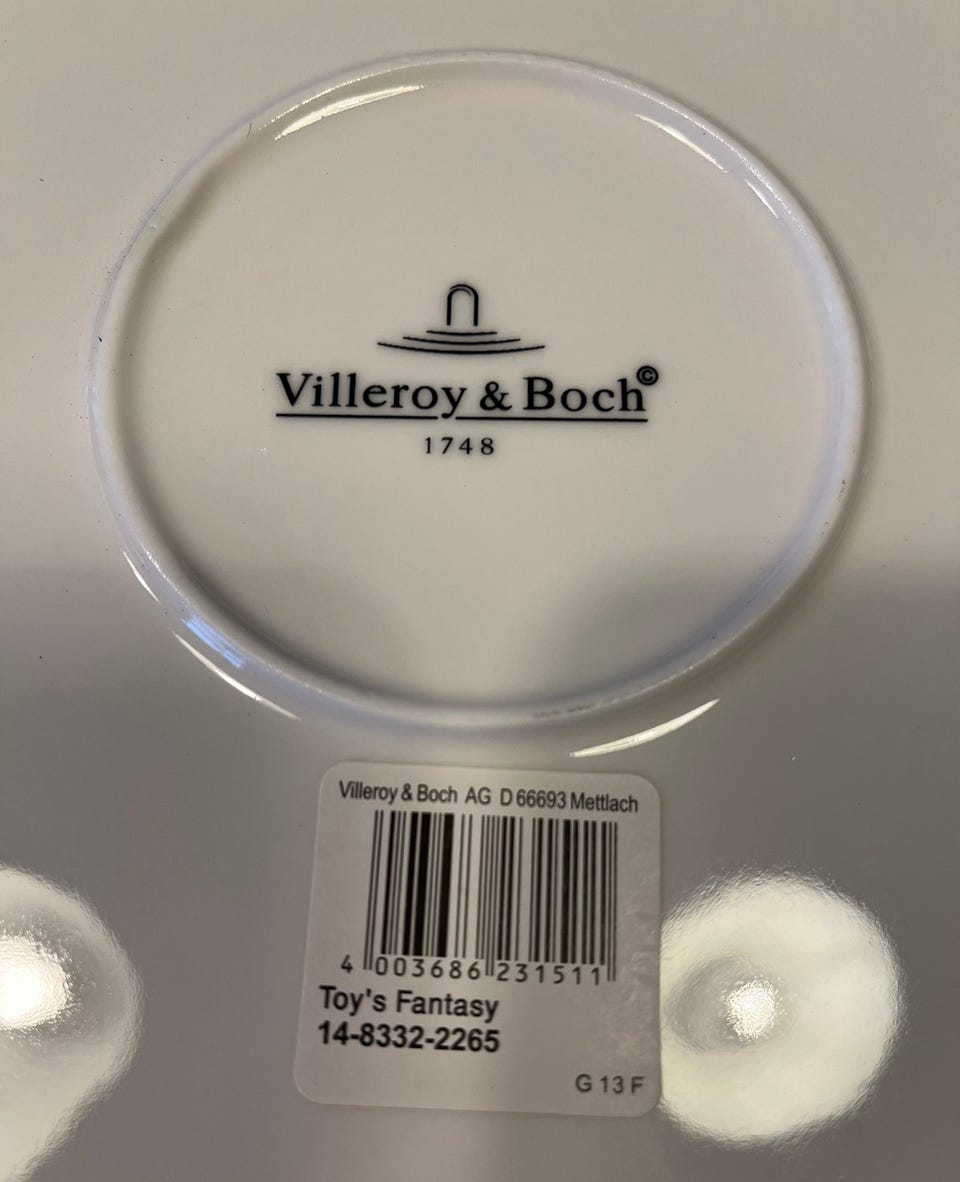 Villeroy & Boch©
1748
Villeroy & Boch AG D 66693 Mettlach
4 003686 231511
Toy's Fantasy
14-8332-2265
G 13 F